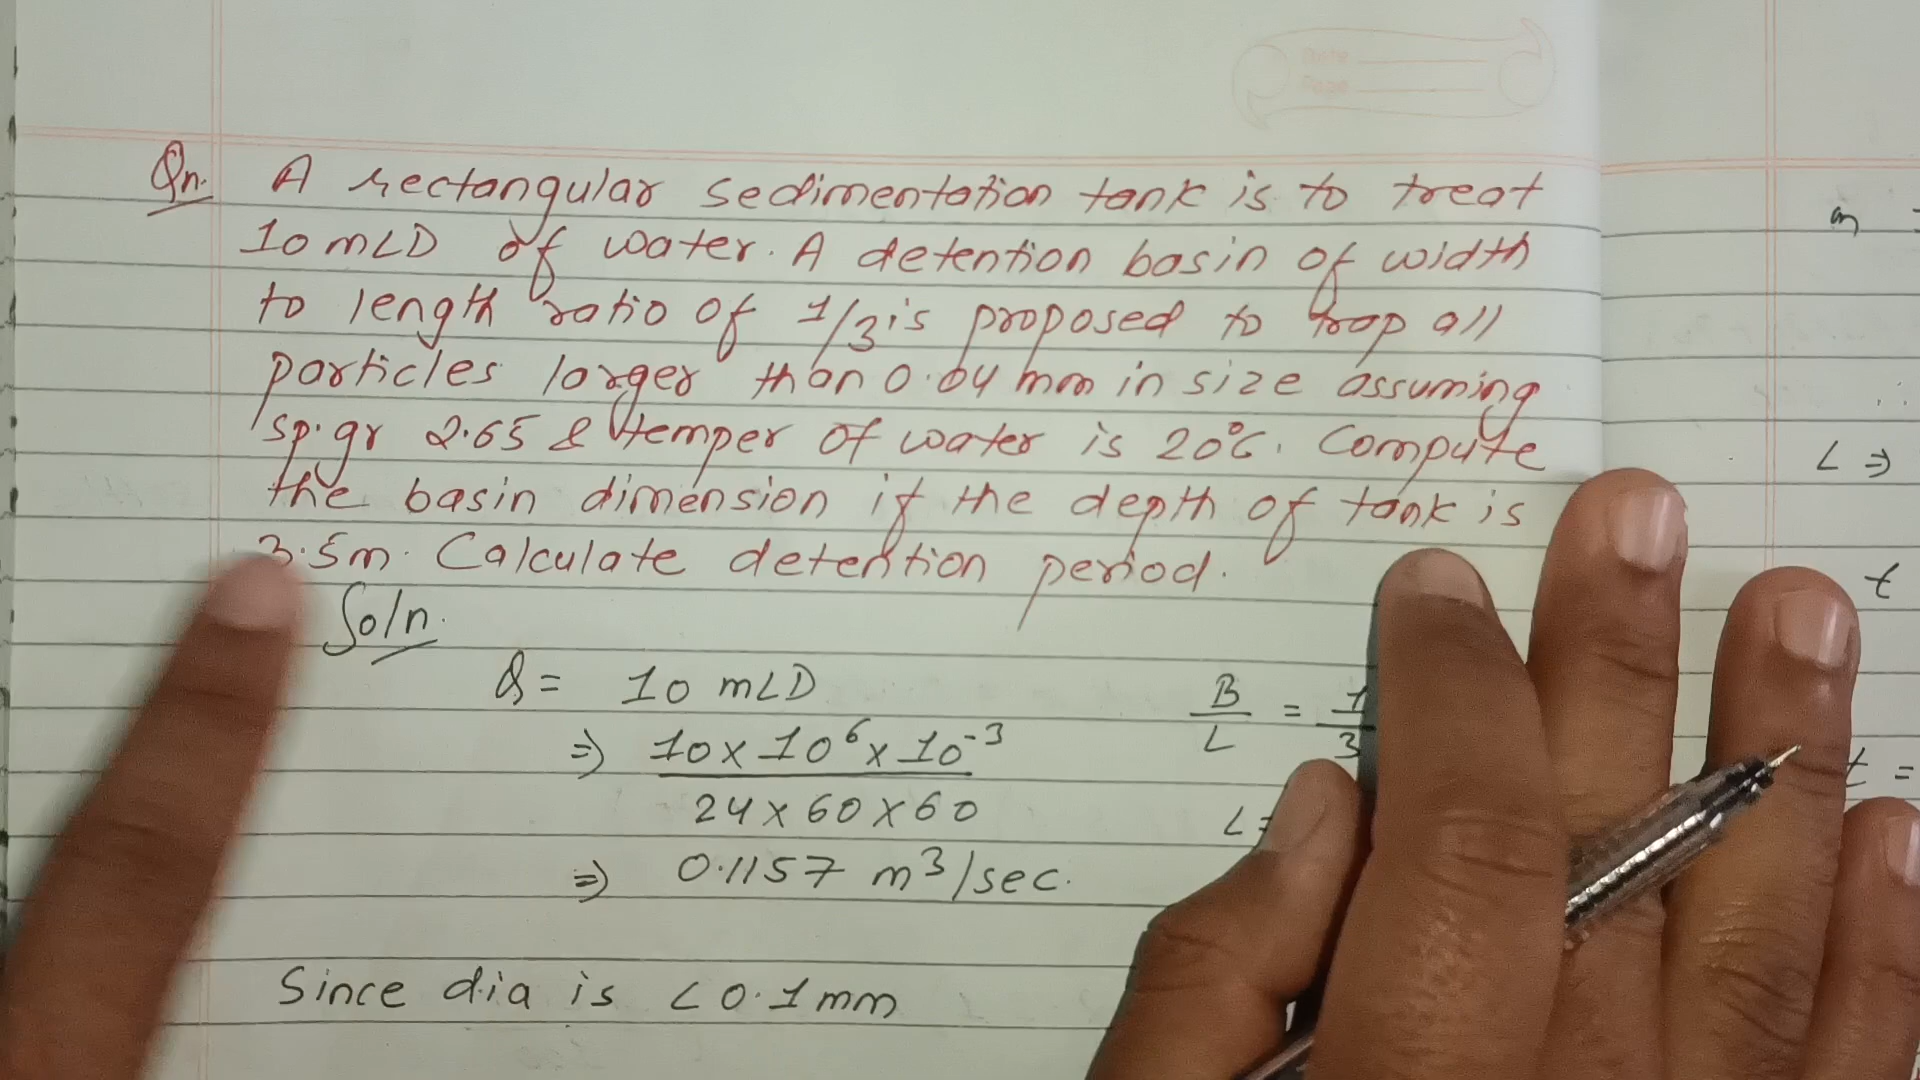 Date
Page
Qn. A rectangular sedimentation tank is to treat
10 mLD of water. A detention basin of width
to length ratio of 1/3 is proposed to trap all
particles larger than 0.04 mm in size assuming
sp.gr 2.65 & temper of water is 20°C. Compute
the basin dimension if the depth of tank is
3.5m. Calculate detention period.
Soln.
Q = 10 mLD
⇒ 10 x 10⁶ x 10⁻³
24 x 60 x 60
⇒ 0.1157 m³/sec.
B/L = 1/3
L =
Since dia is < 0.1 mm
L ⇒
t
t =